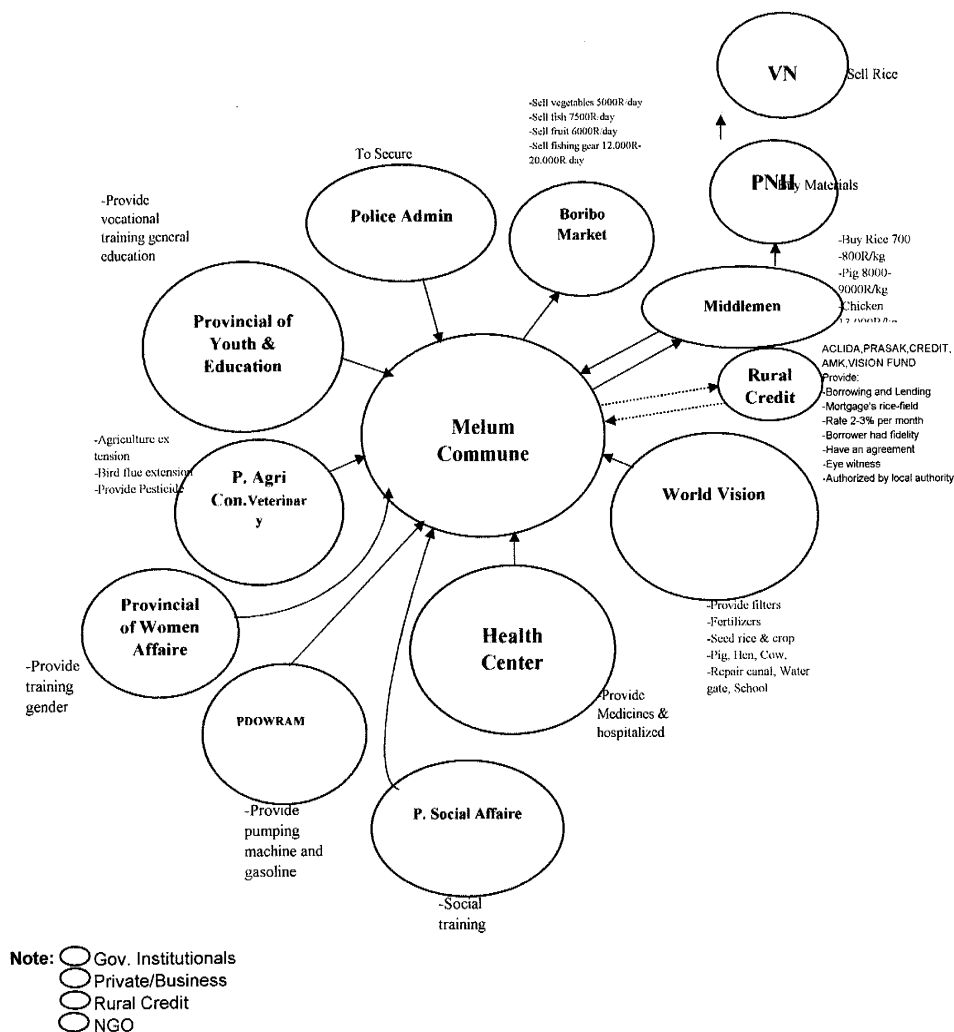 VN
Sell Rice
-Sell vegetables 5000R/day
-Sell fish 7500R/day
-Sell fruit 6000R/day
-Sell fishing gear 12.000R-
20.000R day
To Secure
PNH
Buy Materials
Police Admin
Boribo
Market
-Provide
vocational
training general
education
-Buy Rice 700
-800R/kg
-Pig 8000-
9000R/kg
-Chicken
Middlemen
Provincial of
Youth &
Education
ACLIDA,PRASAK,CREDIT,
AMK,VISION FUND
Provide:
-Borrowing and Lending
-Mortgage's rice-field
-Rate 2-3% per month
-Borrower had fidelity
-Have an agreement
-Eye witness
-Authorized by local authority
Rural
Credit
Melum
Commune
-Agriculture ex
tension
-Bird flue extension
-Provide Pesticide
P. Agri
Con.Veterinar
y
World Vision
-Provide filters
-Fertilizers
-Seed rice & crop
-Pig, Hen, Cow,
-Repair canal, Water
gate, School
Provincial
of Women
Affaire
-Provide
training
gender
Health
Center
-Provide
Medicines &
hospitalized
PDOWRAM
-Provide
pumping
machine and
gasoline
P. Social Affaire
-Social
training
Note: Gov. Institutionals
Private/Business
Rural Credit
NGO